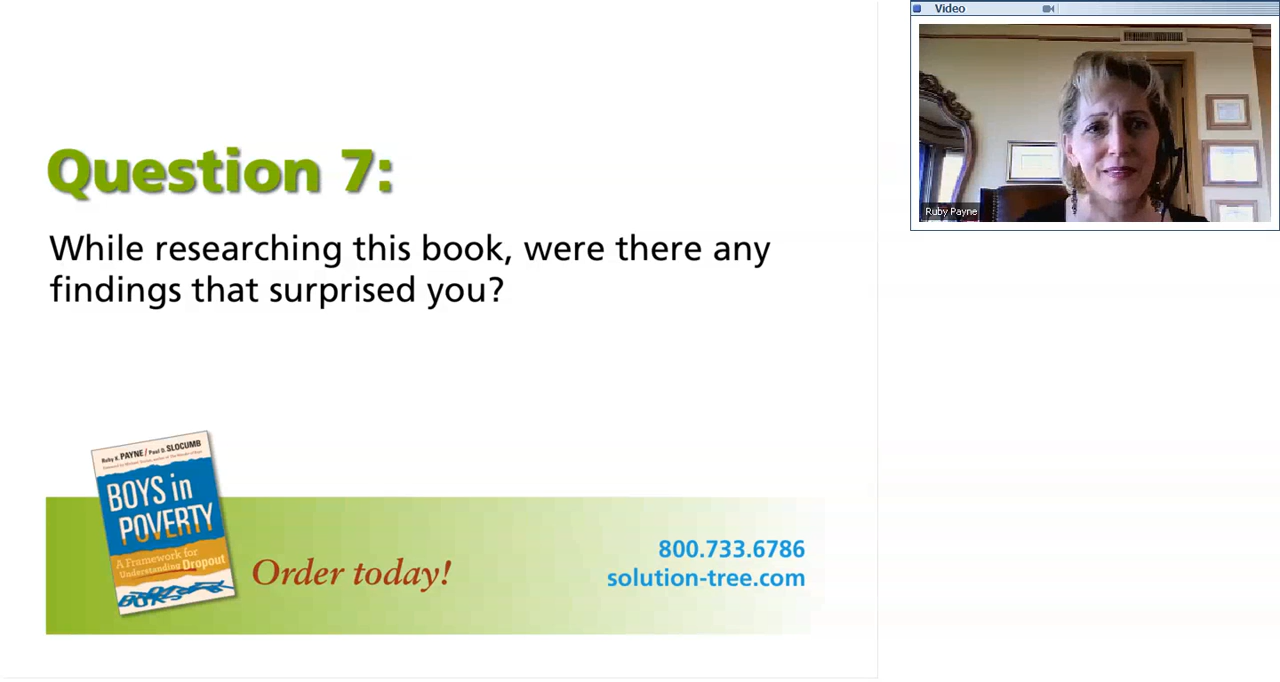 Video
Ruby Payne
Question 7:
While researching this book, were there any
findings that surprised you?
Ruby K. PAYNE / Paul D. SLOCUMB
BOYS in
POVERTY
A Framework for
Understanding Dropout
Order today!
800.733.6786
solution-tree.com